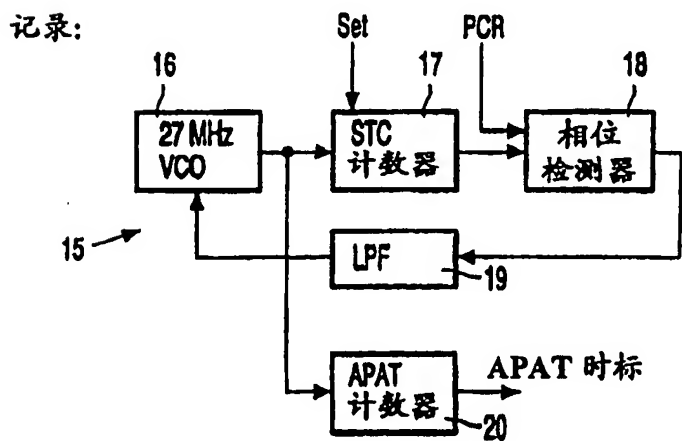 记录:
Set
PCR
16
17
18
27 MHz
VCO
STC
计数器
相位
检测器
15
LPF
19
APAT
计数器
APAT 时标
20